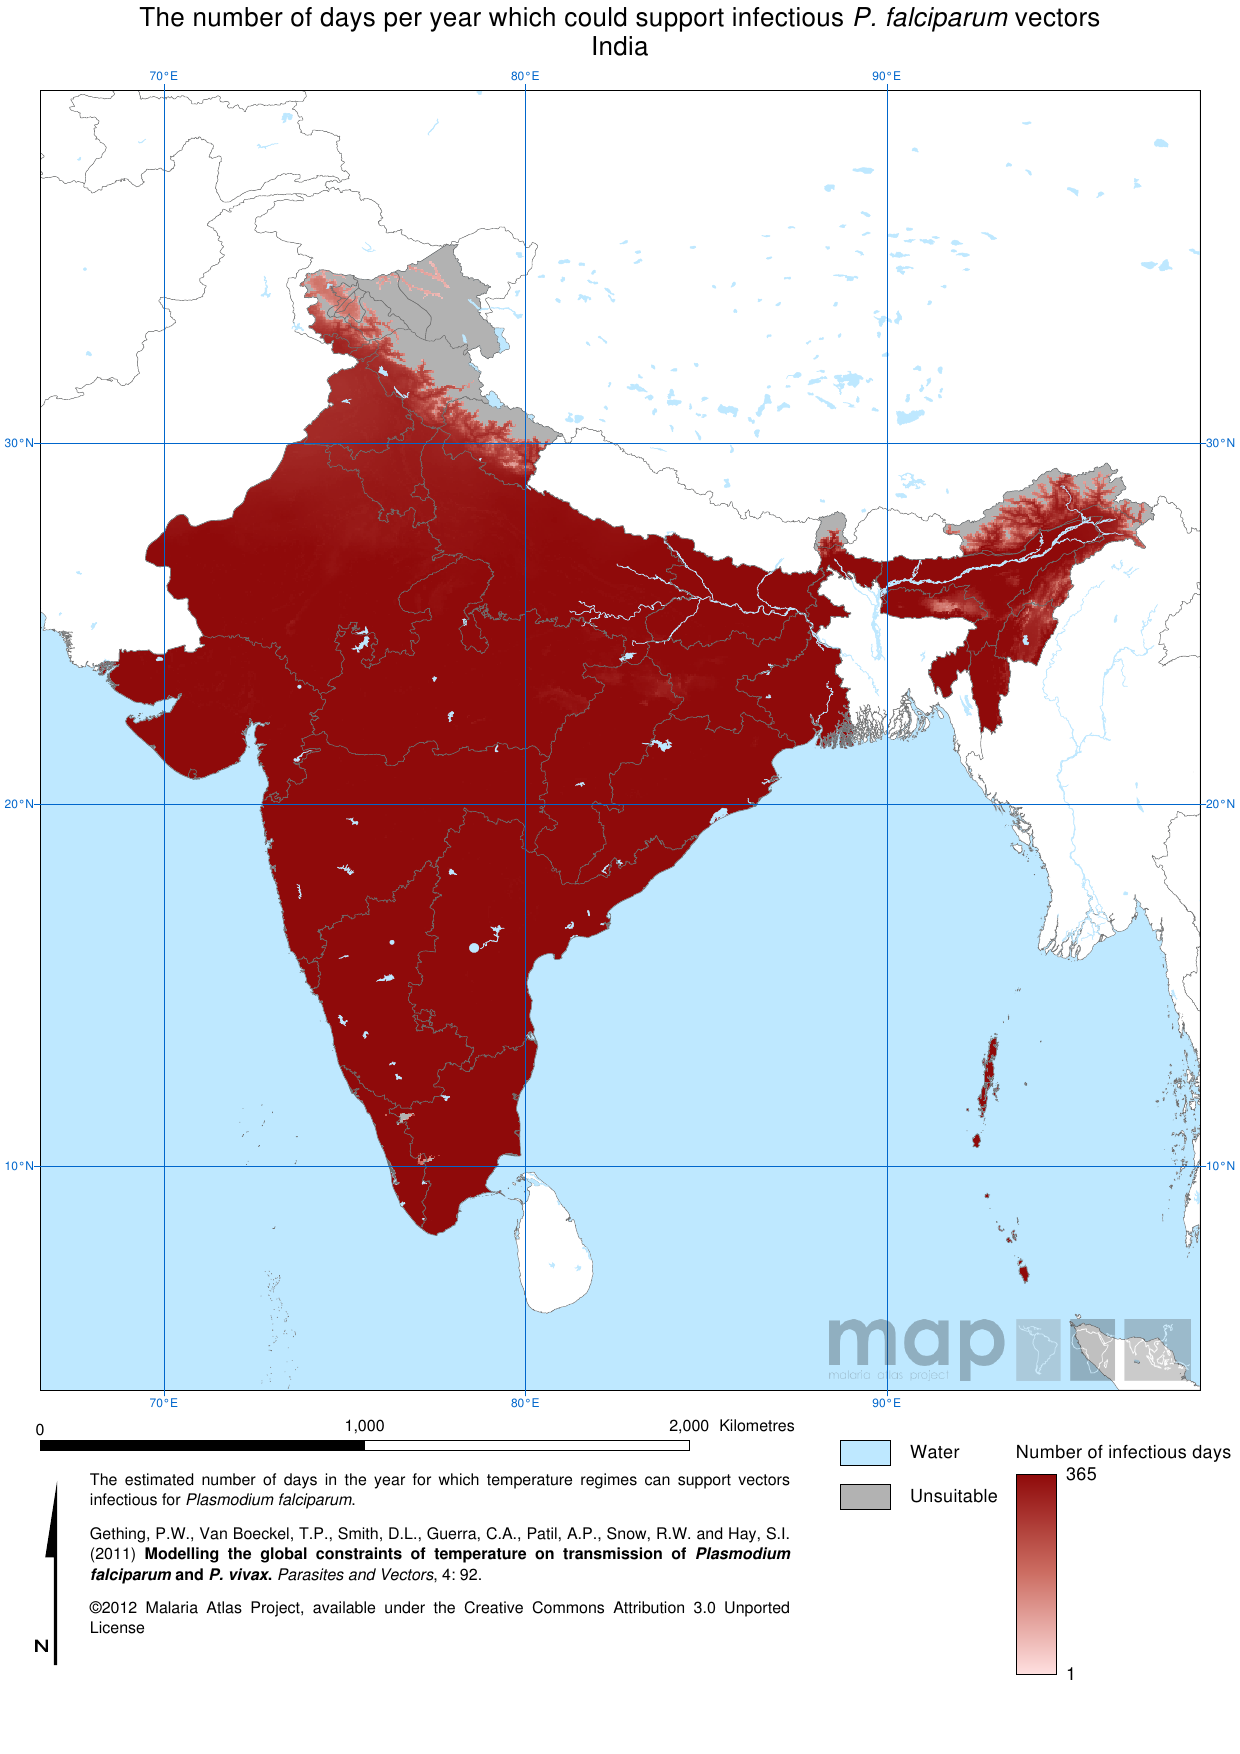 The number of days per year which could support infectious P. falciparum vectors
India
70°E 80°E 90°E
30°N 30°N
20°N 20°N
10°N 10°N
map
malaria atlas project
70°E 80°E 90°E
0 1,000 2,000 Kilometres
Water
Unsuitable
Number of infectious days
365
1
The estimated number of days in the year for which temperature regimes can support vectors
infectious for Plasmodium falciparum.
Gething, P.W., Van Boeckel, T.P., Smith, D.L., Guerra, C.A., Patil, A.P., Snow, R.W. and Hay, S.I.
(2011) Modelling the global constraints of temperature on transmission of Plasmodium
falciparum and P. vivax. Parasites and Vectors, 4: 92.
©2012 Malaria Atlas Project, available under the Creative Commons Attribution 3.0 Unported
License
N